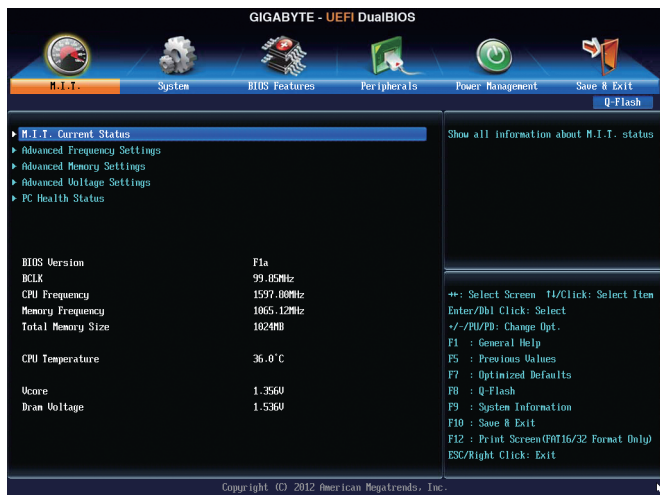 GIGABYTE - UEFI DualBIOS
M.I.T. System BIOS Features Peripherals Power Management Save & Exit
Q-Flash
M.I.T. Current Status
Advanced Frequency Settings
Advanced Memory Settings
Advanced Voltage Settings
PC Health Status
BIOS Version F1a
BCLK 99.85MHz
CPU Frequency 1597.80MHz
Memory Frequency 1065.12MHz
Total Memory Size 1024MB
CPU Temperature 36.0°C
Vcore 1.356V
Dram Voltage 1.536V
Show all information about M.I.T. status
↔: Select Screen ↑↓/Click: Select Item
Enter/Dbl Click: Select
+/-/PU/PD: Change Opt.
F1 : General Help
F5 : Previous Values
F7 : Optimized Defaults
F8 : Q-Flash
F9 : System Information
F10 : Save & Exit
F12 : Print Screen(FAT16/32 Format Only)
ESC/Right Click: Exit
Copyright (C) 2012 American Megatrends, Inc.